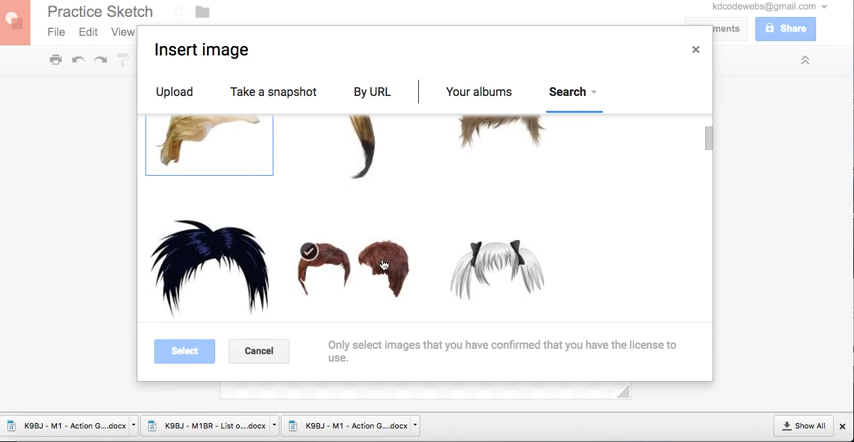 Practice Sketch
kdcodewebs@gmail.com
File Edit View
ments
Share
Insert image
Upload Take a snapshot By URL Your albums Search
Select Cancel
Only select images that you have confirmed that you have the license to
use.
K9BJ - M1 - Action G....docx K9BJ - M1BR - List o....docx K9BJ - M1 - Action G....docx Show All